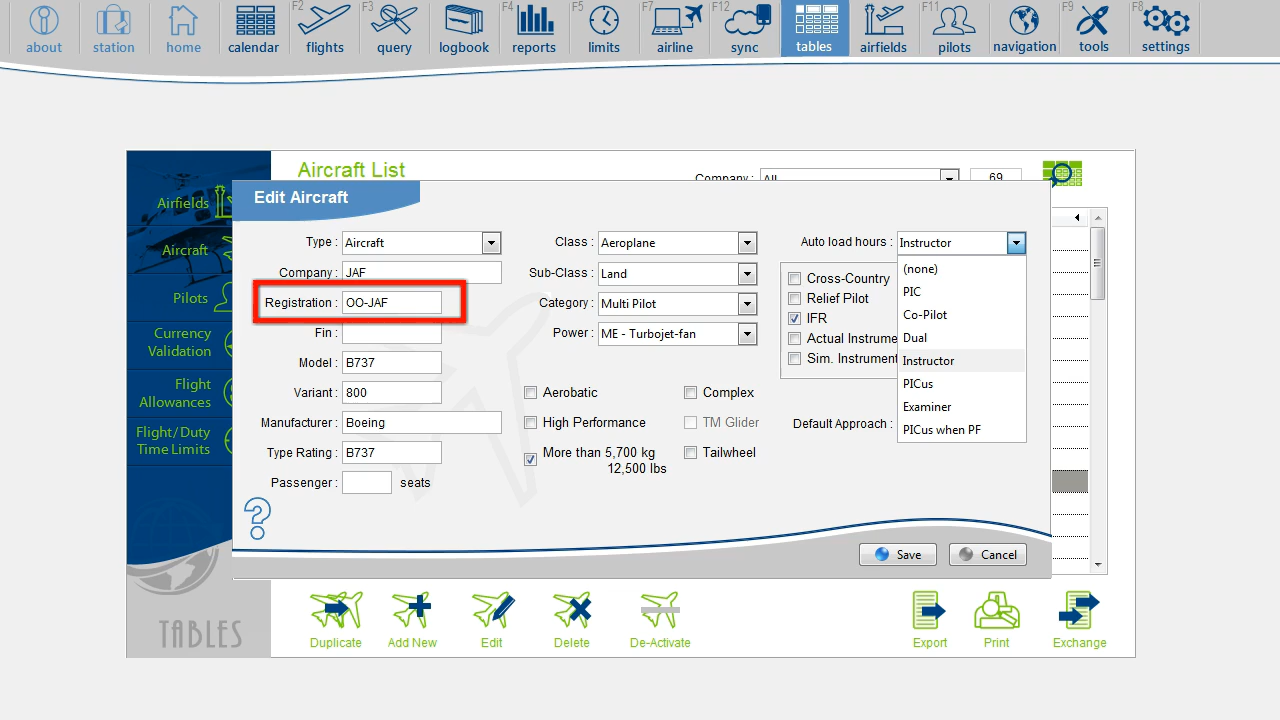 F2 F3 F4 F5 F7 F12 F11 F9 F8
about station home calendar flights query logbook reports limits airline sync tables airfields pilots navigation tools settings
Aircraft List
Company : All 69
Edit Aircraft
Airfields
Aircraft
Pilots
Currency
Validation
Flight
Allowances
Flight/Duty
Time Limits
TABLES
Type : Aircraft
Company : JAF
Registration : OO-JAF
Fin :
Model : B737
Variant : 800
Manufacturer : Boeing
Type Rating : B737
Passenger : seats
Class : Aeroplane
Sub-Class : Land
Category : Multi Pilot
Power : ME - Turbojet-fan
Aerobatic
High Performance
More than 5,700 kg
12,500 lbs
Complex
TM Glider
Tailwheel
Auto load hours: Instructor
Cross-Country
Relief Pilot
IFR
Actual Instrume
Sim. Instrument
Default Approach :
(none)
PIC
Co-Pilot
Dual
Instructor
PICus
Examiner
PICus when PF
?
Save Cancel
Duplicate Add New Edit Delete De-Activate Export Print Exchange